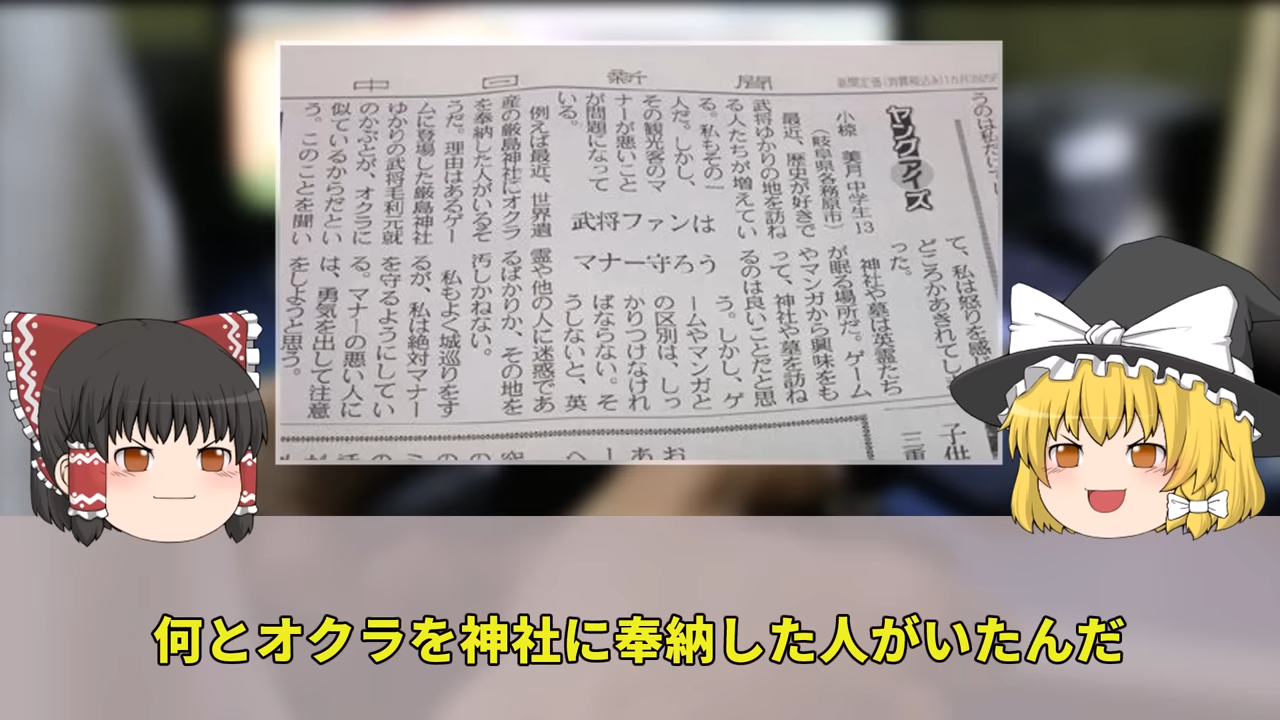 中日新聞
ヤングアイズ
小椋 美月 中学生13
(岐阜県各務原市)
武将ファンは
マナー守ろう
最近、歴史が好きで
武将ゆかりの地を訪ね
る人たちが増えてい
る。私もその一
人だ。しかし、
その観光客のマ
ナーが悪いこと
が問題になって
いる。
例えば最近、世界遺
産の厳島神社にオクラ
を奉納した人がいるそ
うだ。理由はあるゲー
ムに登場した厳島神社
ゆかりの武将毛利元就
のかぶとが、オクラに
似ているからだとい
う。このことを聞い
て、私は怒りを感
どころかあきれてしま
った。
神社や墓は英霊たち
が眠る場所だ。ゲーム
やマンガから興味をも
って、神社や墓を訪ね
るのは良いことだと思
う。しかし、ゲ
ームやマンガと
の区別は、しっ
かりつけなけれ
ばならない。そ
うしないと、英
霊や他の人に迷惑であ
るばかりか、その地を
汚しかねない。
私もよく城巡りをす
るが、私は絶対マナー
を守るようにしてい
る。マナーの悪い人に
は、勇気を出して注意
をしようと思う。
子供
三重
何とオクラを神社に奉納した人がいたんだ